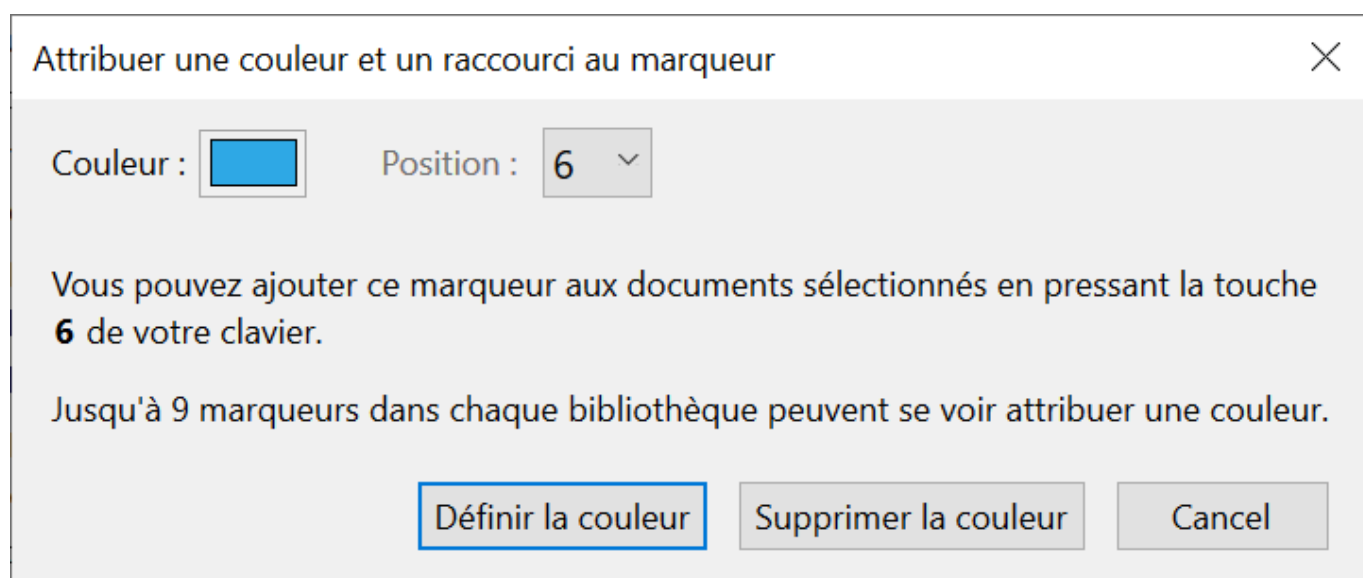 Attribuer une couleur et un raccourci au marqueur
Couleur : Position : 6
Vous pouvez ajouter ce marqueur aux documents sélectionnés en pressant la touche
6 de votre clavier.
Jusqu'à 9 marqueurs dans chaque bibliothèque peuvent se voir attribuer une couleur.
Définir la couleur Supprimer la couleur Cancel